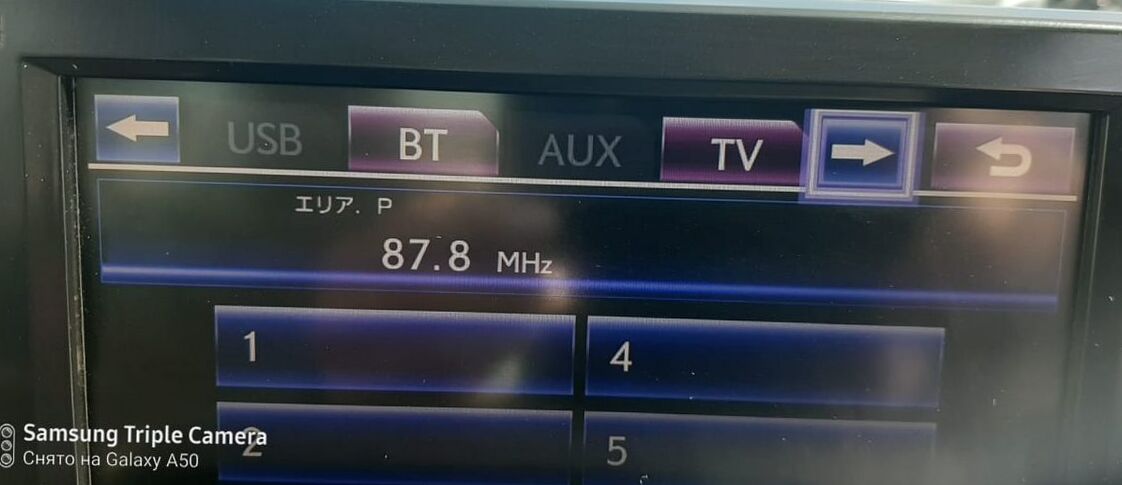 USB BT AUX TV
エリア. P
87.8 MHz
1 4
2 5
Samsung Triple Camera
Снято на Galaxy A50